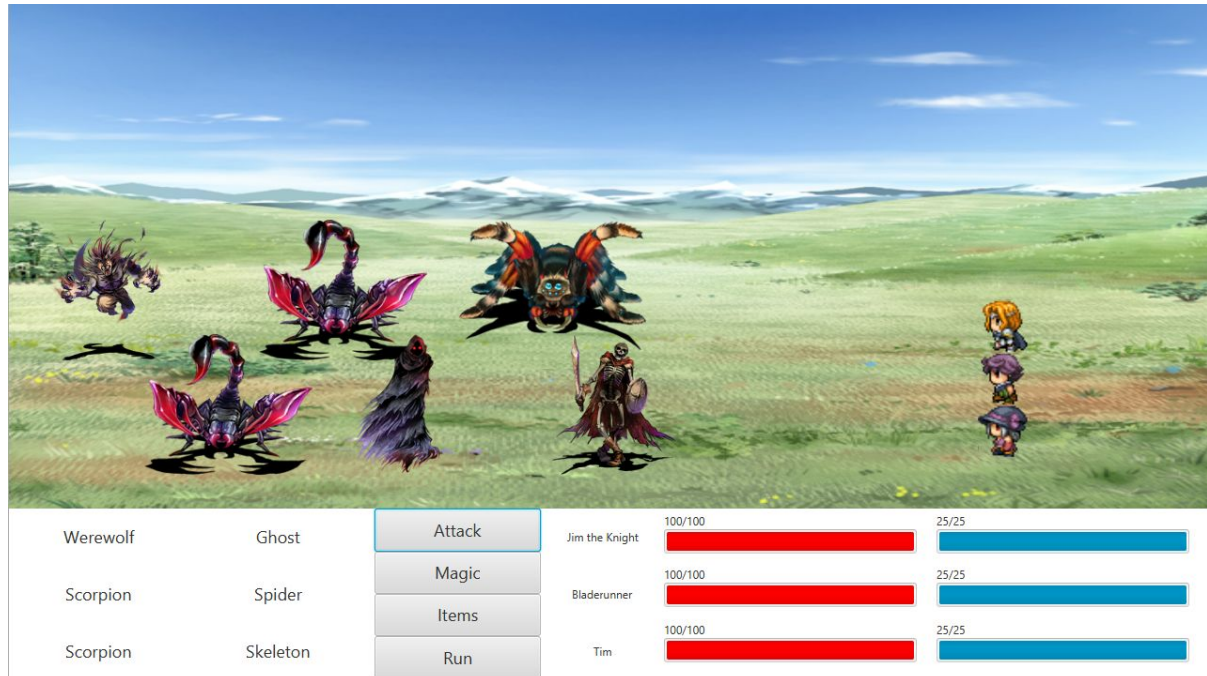 Werewolf
Ghost
Scorpion
Spider
Scorpion
Skeleton
Attack
Magic
Items
Run
Jim the Knight
100/100
25/25
Bladerunner
100/100
25/25
Tim
100/100
25/25